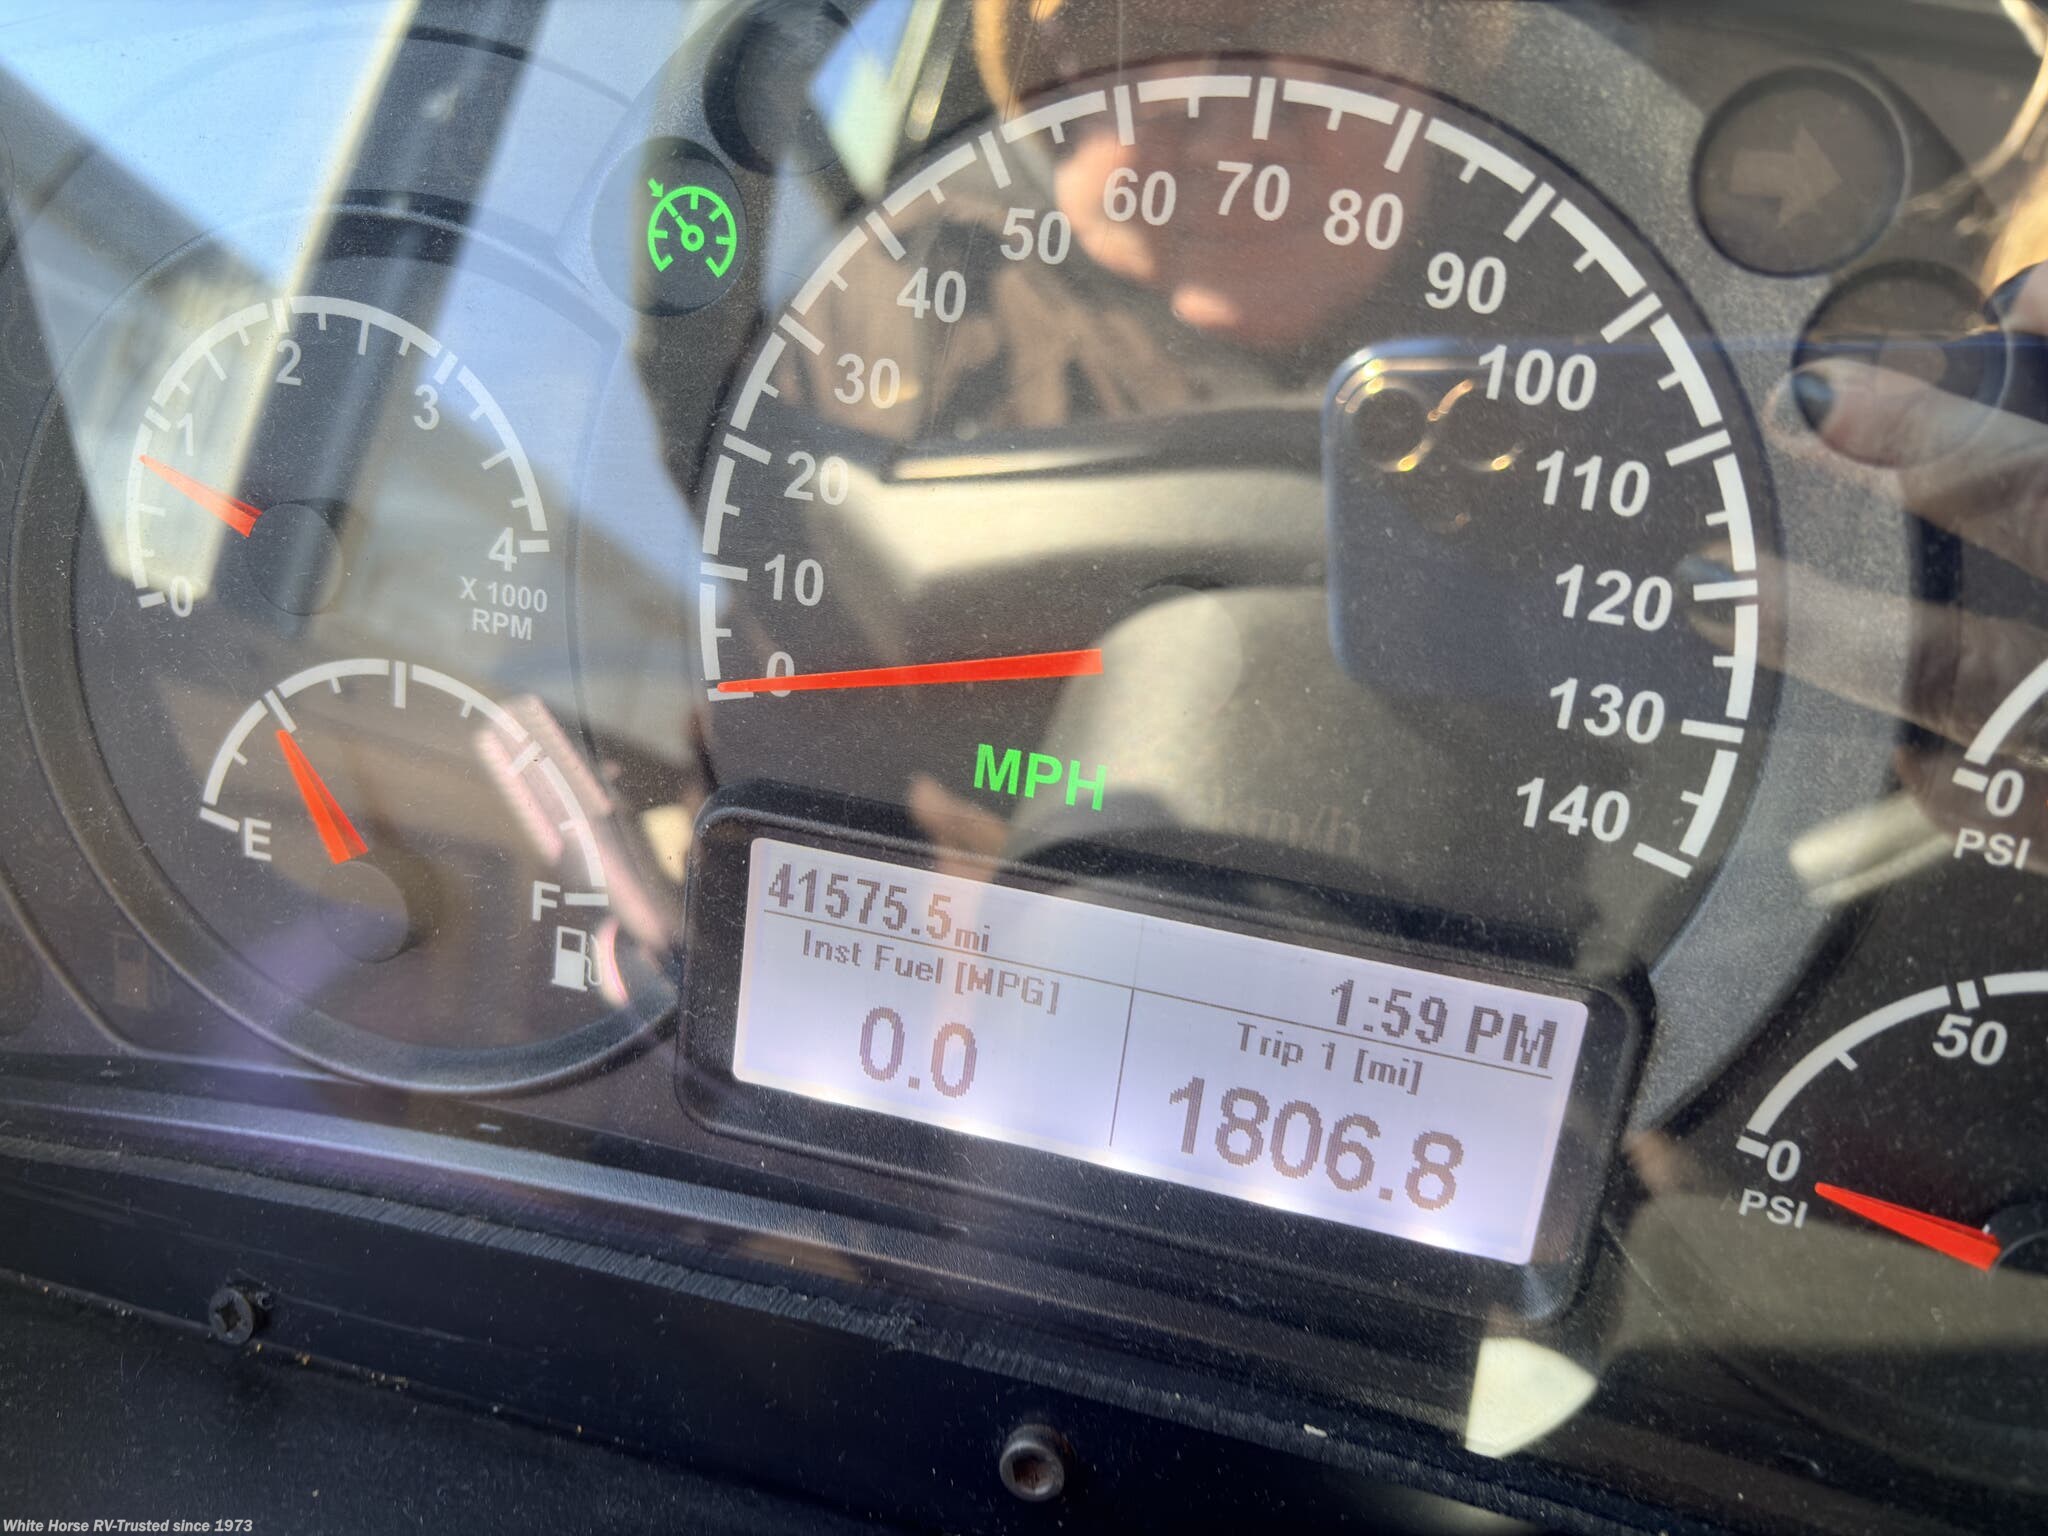 0
1
2
3
4
X 1000
RPM
E
F
0
10
20
30
40
50
60
70
80
90
100
110
120
130
140
MPH
km/h
41575.5mi
1:59 PM
Inst Fuel [MPG]
0.0
Trip 1 [mi]
1806.8
0
PSI
0
50
PSI
White Horse RV-Trusted since 1973